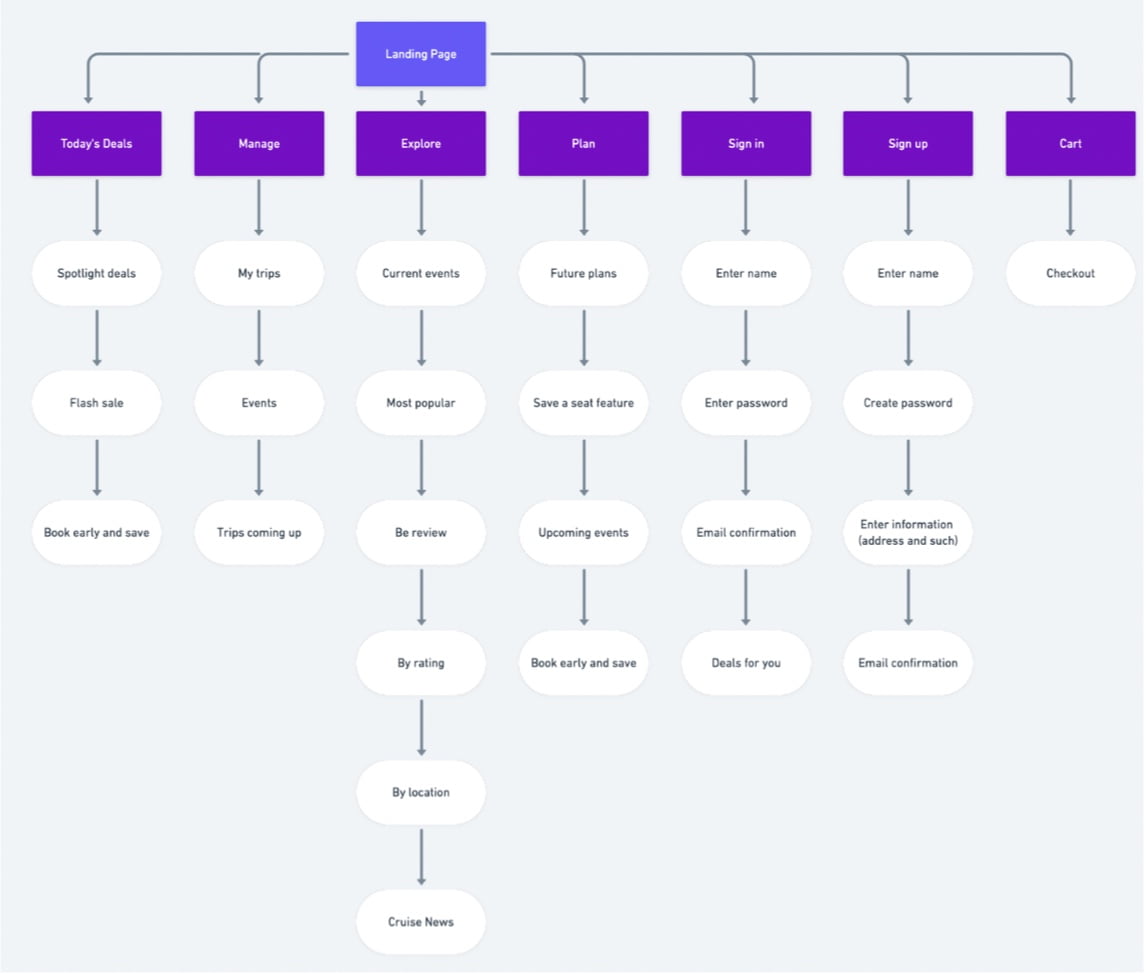 Landing Page
Today's Deals
Manage
Explore
Plan
Sign in
Sign up
Cart
Spotlight deals
My trips
Current events
Future plans
Enter name
Enter name
Checkout
Flash sale
Events
Most popular
Save a seat feature
Enter password
Create password
Book early and save
Trips coming up
Be review
Upcoming events
Email confirmation
Enter information
(address and such)
By rating
Book early and save
Deals for you
Email confirmation
By location
Cruise News